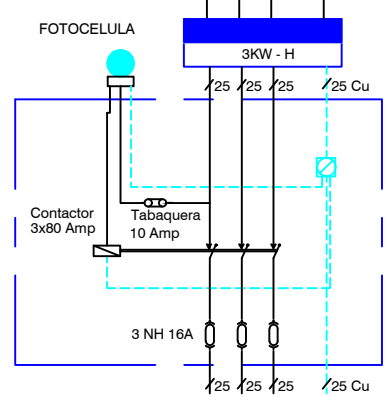 FOTOCELULA
3KW - H
25 25 25 25 Cu
Contactor
3x80 Amp
Tabaquera
10 Amp
3 NH 16A
25 25 25 25 Cu